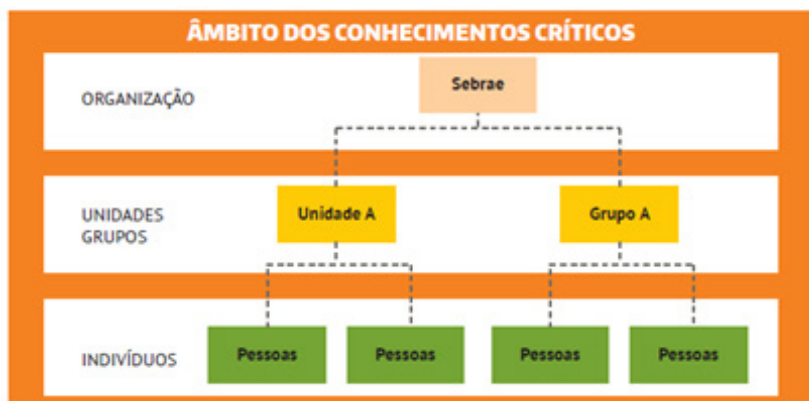 ÂMBITO DOS CONHECIMENTOS CRÍTICOS
ORGANIZAÇÃO
Sebrae
UNIDADES
GRUPOS
Unidade A
Grupo A
INDIVÍDUOS
Pessoas
Pessoas
Pessoas
Pessoas